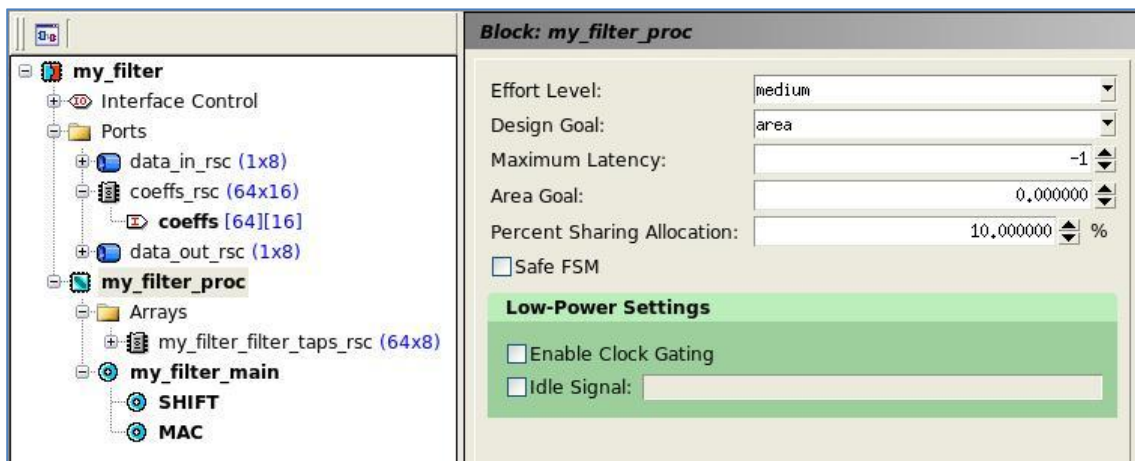 my_filter
Interface Control
Ports
data_in_rsc (1x8)
coeffs_rsc (64x16)
coeffs [64][16]
data_out_rsc (1x8)
my_filter_proc
Arrays
my_filter_filter_taps_rsc (64x8)
my_filter_main
SHIFT
MAC
Block: my_filter_proc
Effort Level: medium
Design Goal: area
Maximum Latency: -1
Area Goal: 0.000000
Percent Sharing Allocation: 10.000000 %
Safe FSM
Low-Power Settings
Enable Clock Gating
Idle Signal: